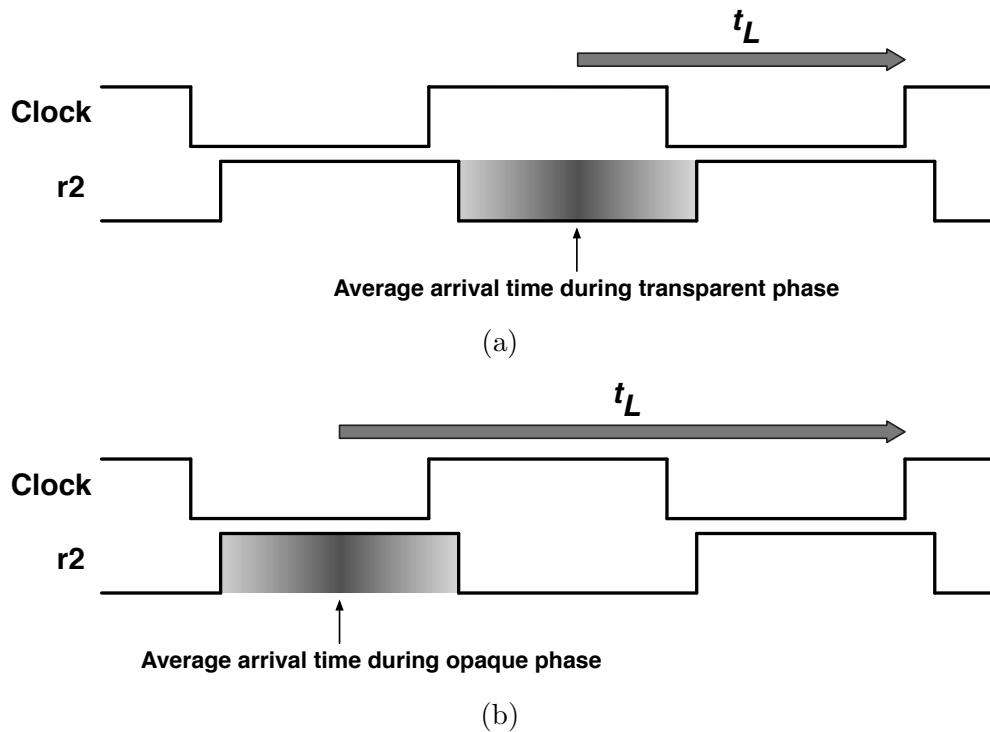 t_L
Clock
r2
Average arrival time during transparent phase
(a)
t_L
Clock
r2
Average arrival time during opaque phase
(b)